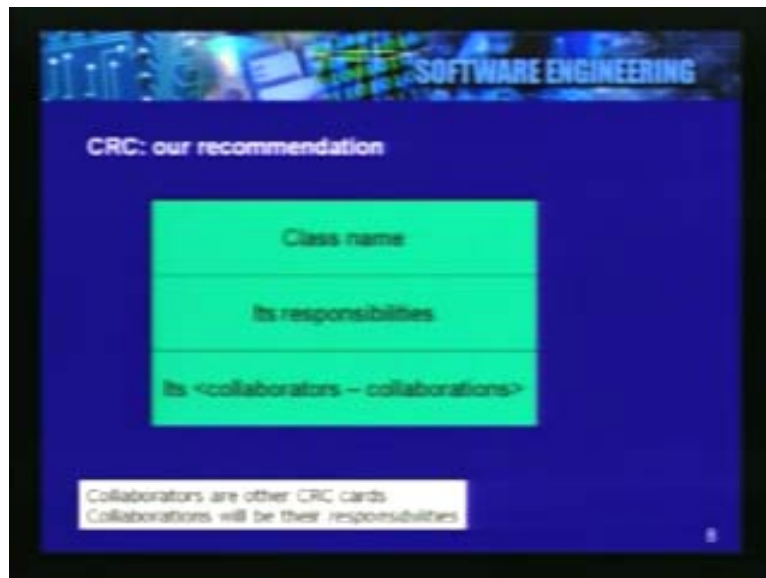 SOFTWARE ENGINEERING
CRC: our recommendation
Class name
Its responsibilities
Its <collaborators – collaborations>
Collaborators are other CRC cards
Collaborations will be their responsibilities
8